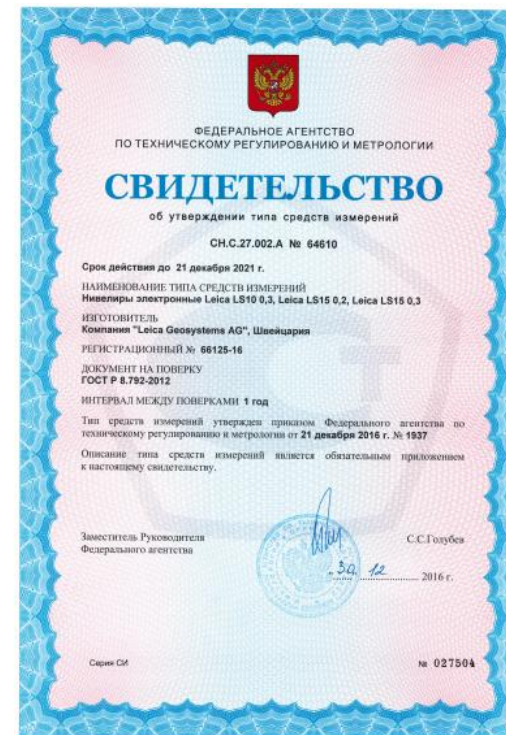 ФЕДЕРАЛЬНОЕ АГЕНТСТВО
ПО ТЕХНИЧЕСКОМУ РЕГУЛИРОВАНИЮ И МЕТРОЛОГИИ
СВИДЕТЕЛЬСТВО
об утверждении типа средств измерений
CH.C.27.002.A № 64610
Срок действия до 21 декабря 2021 г.
НАИМЕНОВАНИЕ ТИПА СРЕДСТВ ИЗМЕРЕНИЙ
Нивелиры электронные Leica LS10 0,3, Leica LS15 0,2, Leica LS15 0,3
ИЗГОТОВИТЕЛЬ
Компания "Leica Geosystems AG", Швейцария
РЕГИСТРАЦИОННЫЙ № 66125-16
ДОКУМЕНТ НА ПОВЕРКУ
ГОСТ Р 8.792-2012
ИНТЕРВАЛ МЕЖДУ ПОВЕРКАМИ 1 год
Тип средств измерений утвержден приказом Федерального агентства по
техническому регулированию и метрологии от 21 декабря 2016 г. № 1937
Описание типа средств измерений является обязательным приложением
к настоящему свидетельству.
Заместитель Руководителя
Федерального агентства
С.С.Голубев
30 12 2016 г.
Серия СИ
№ 027504